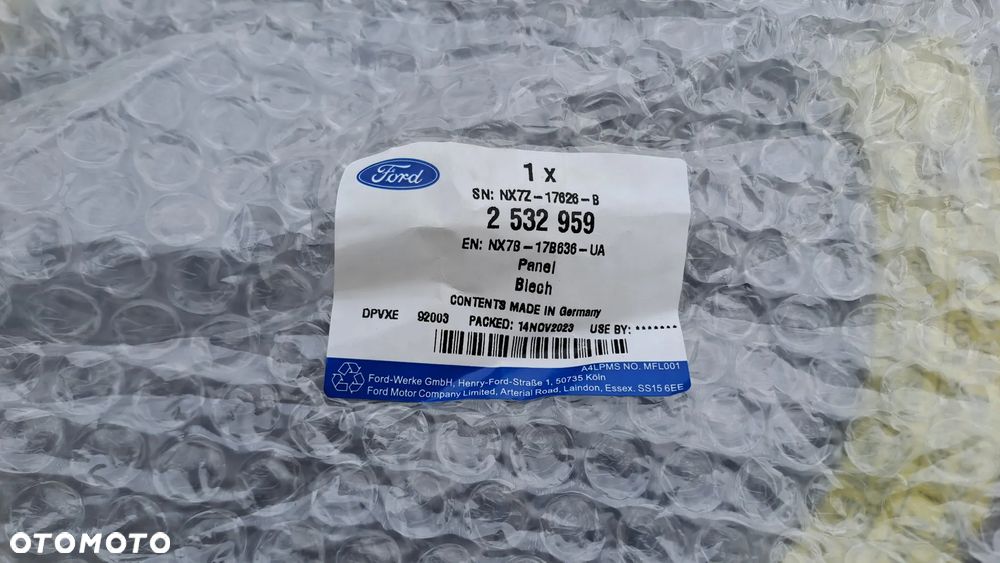 Ford
1 x
SN: NX7Z-17626-B
2 532 959
EN: NX7B-17B636-UA
Panel
Blech
CONTENTS MADE IN Germany
DPVXE 92003 PACKED: 14NOV2023 USE BY: *******
A4LPMS NO. MFL001
Ford-Werke GmbH, Henry-Ford-Straße 1, 50735 Köln
Ford Motor Company Limited, Arterial Road, Laindon, Essex. SS15 6EE
OTOMOTO